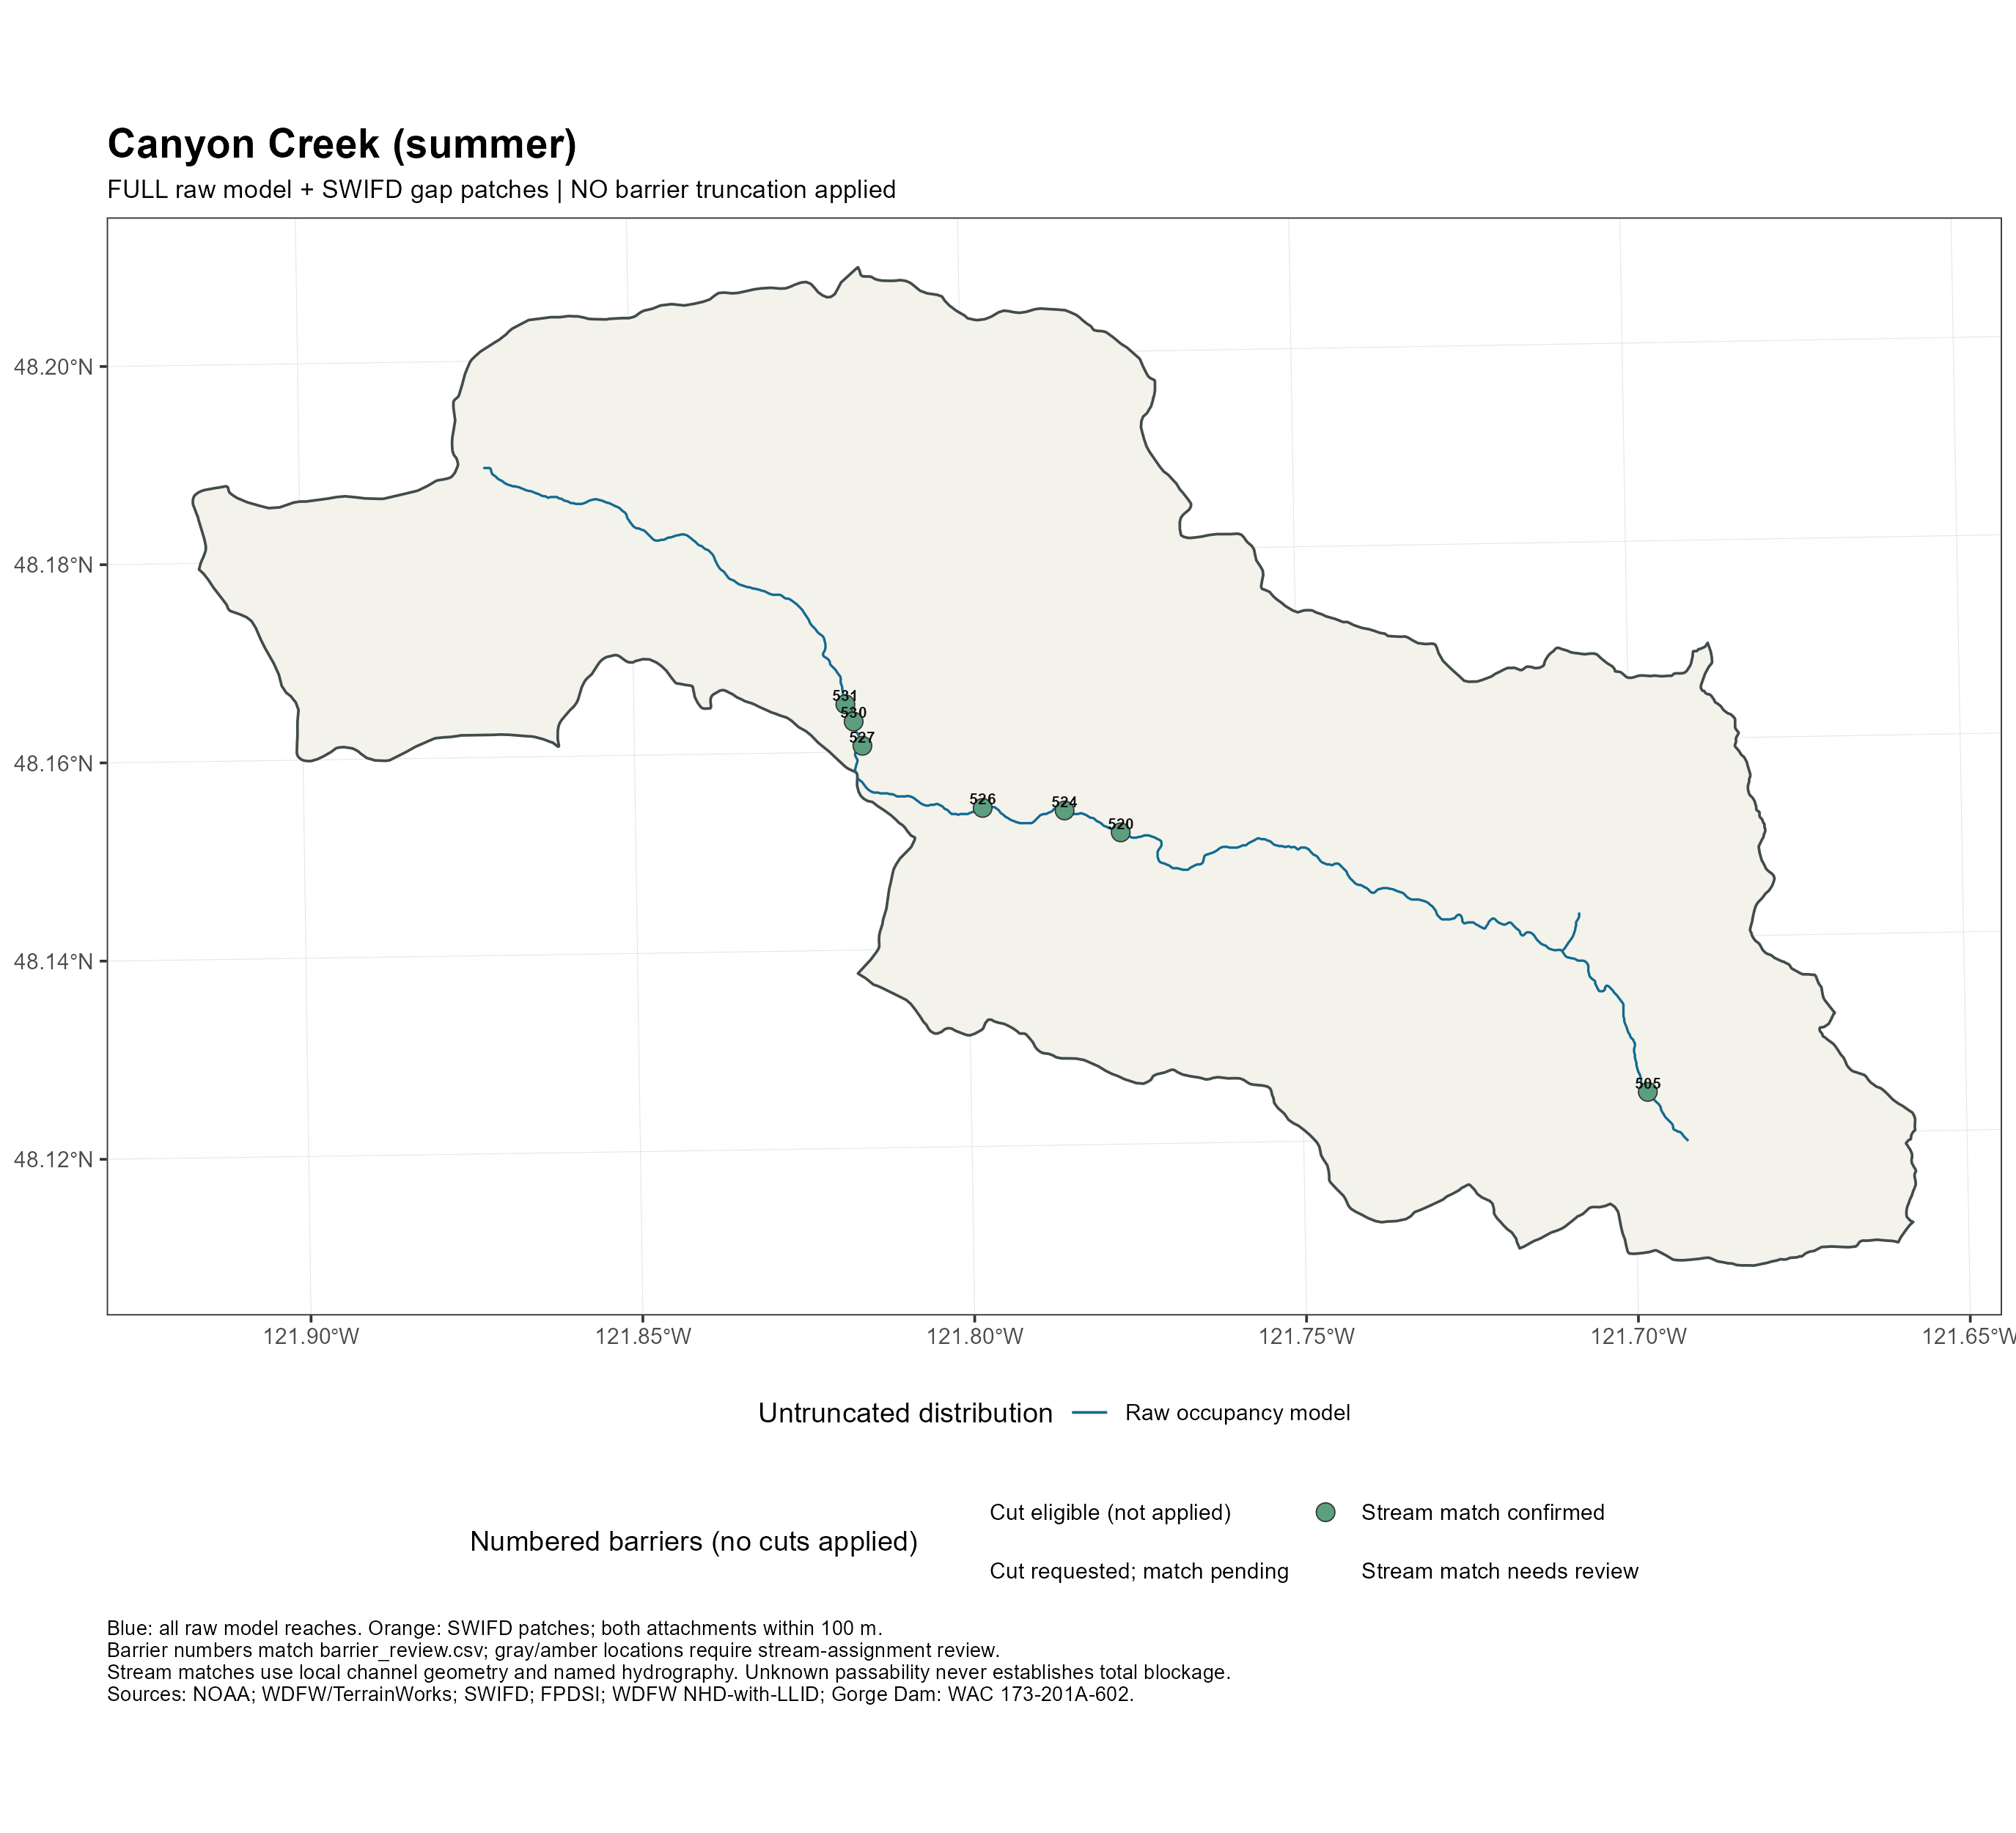 Canyon Creek (summer)
FULL raw model + SWIFD gap patches | NO barrier truncation applied
48.20°N
48.18°N
48.16°N
48.14°N
48.12°N
531
530
527
526
524
520
505
121.90°W
121.85°W
121.80°W
121.75°W
121.70°W
121.65°W
Untruncated distribution
Raw occupancy model
Numbered barriers (no cuts applied)
Cut eligible (not applied)
Stream match confirmed
Cut requested; match pending
Stream match needs review
Blue: all raw model reaches. Orange: SWIFD patches; both attachments within 100 m.
Barrier numbers match barrier_review.csv; gray/amber locations require stream-assignment review.
Stream matches use local channel geometry and named hydrography. Unknown passability never establishes total blockage.
Sources: NOAA; WDFW/TerrainWorks; SWIFD; FPDSI; WDFW NHD-with-LLID; Gorge Dam: WAC 173-201A-602.